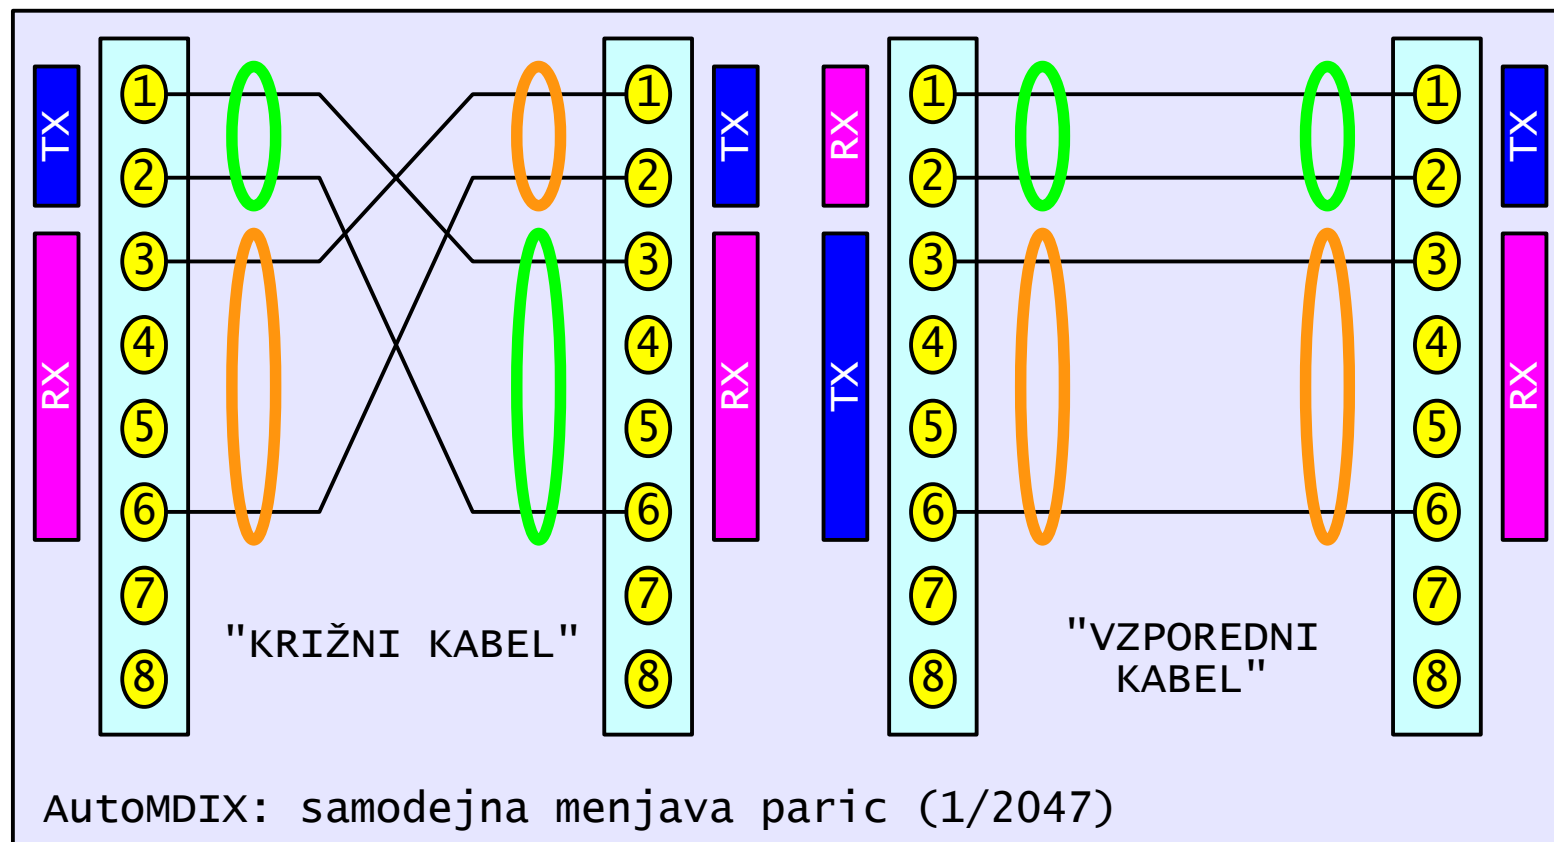 TX
RX
1
2
3
4
5
6
7
8
1
2
3
4
5
6
7
8
TX
RX
"KRIŽNI KABEL"
RX
TX
1
2
3
4
5
6
7
8
1
2
3
4
5
6
7
8
TX
RX
"VZPOREDNI
KABEL"
AutoMDIX: samodejna menjava paric (1/2047)